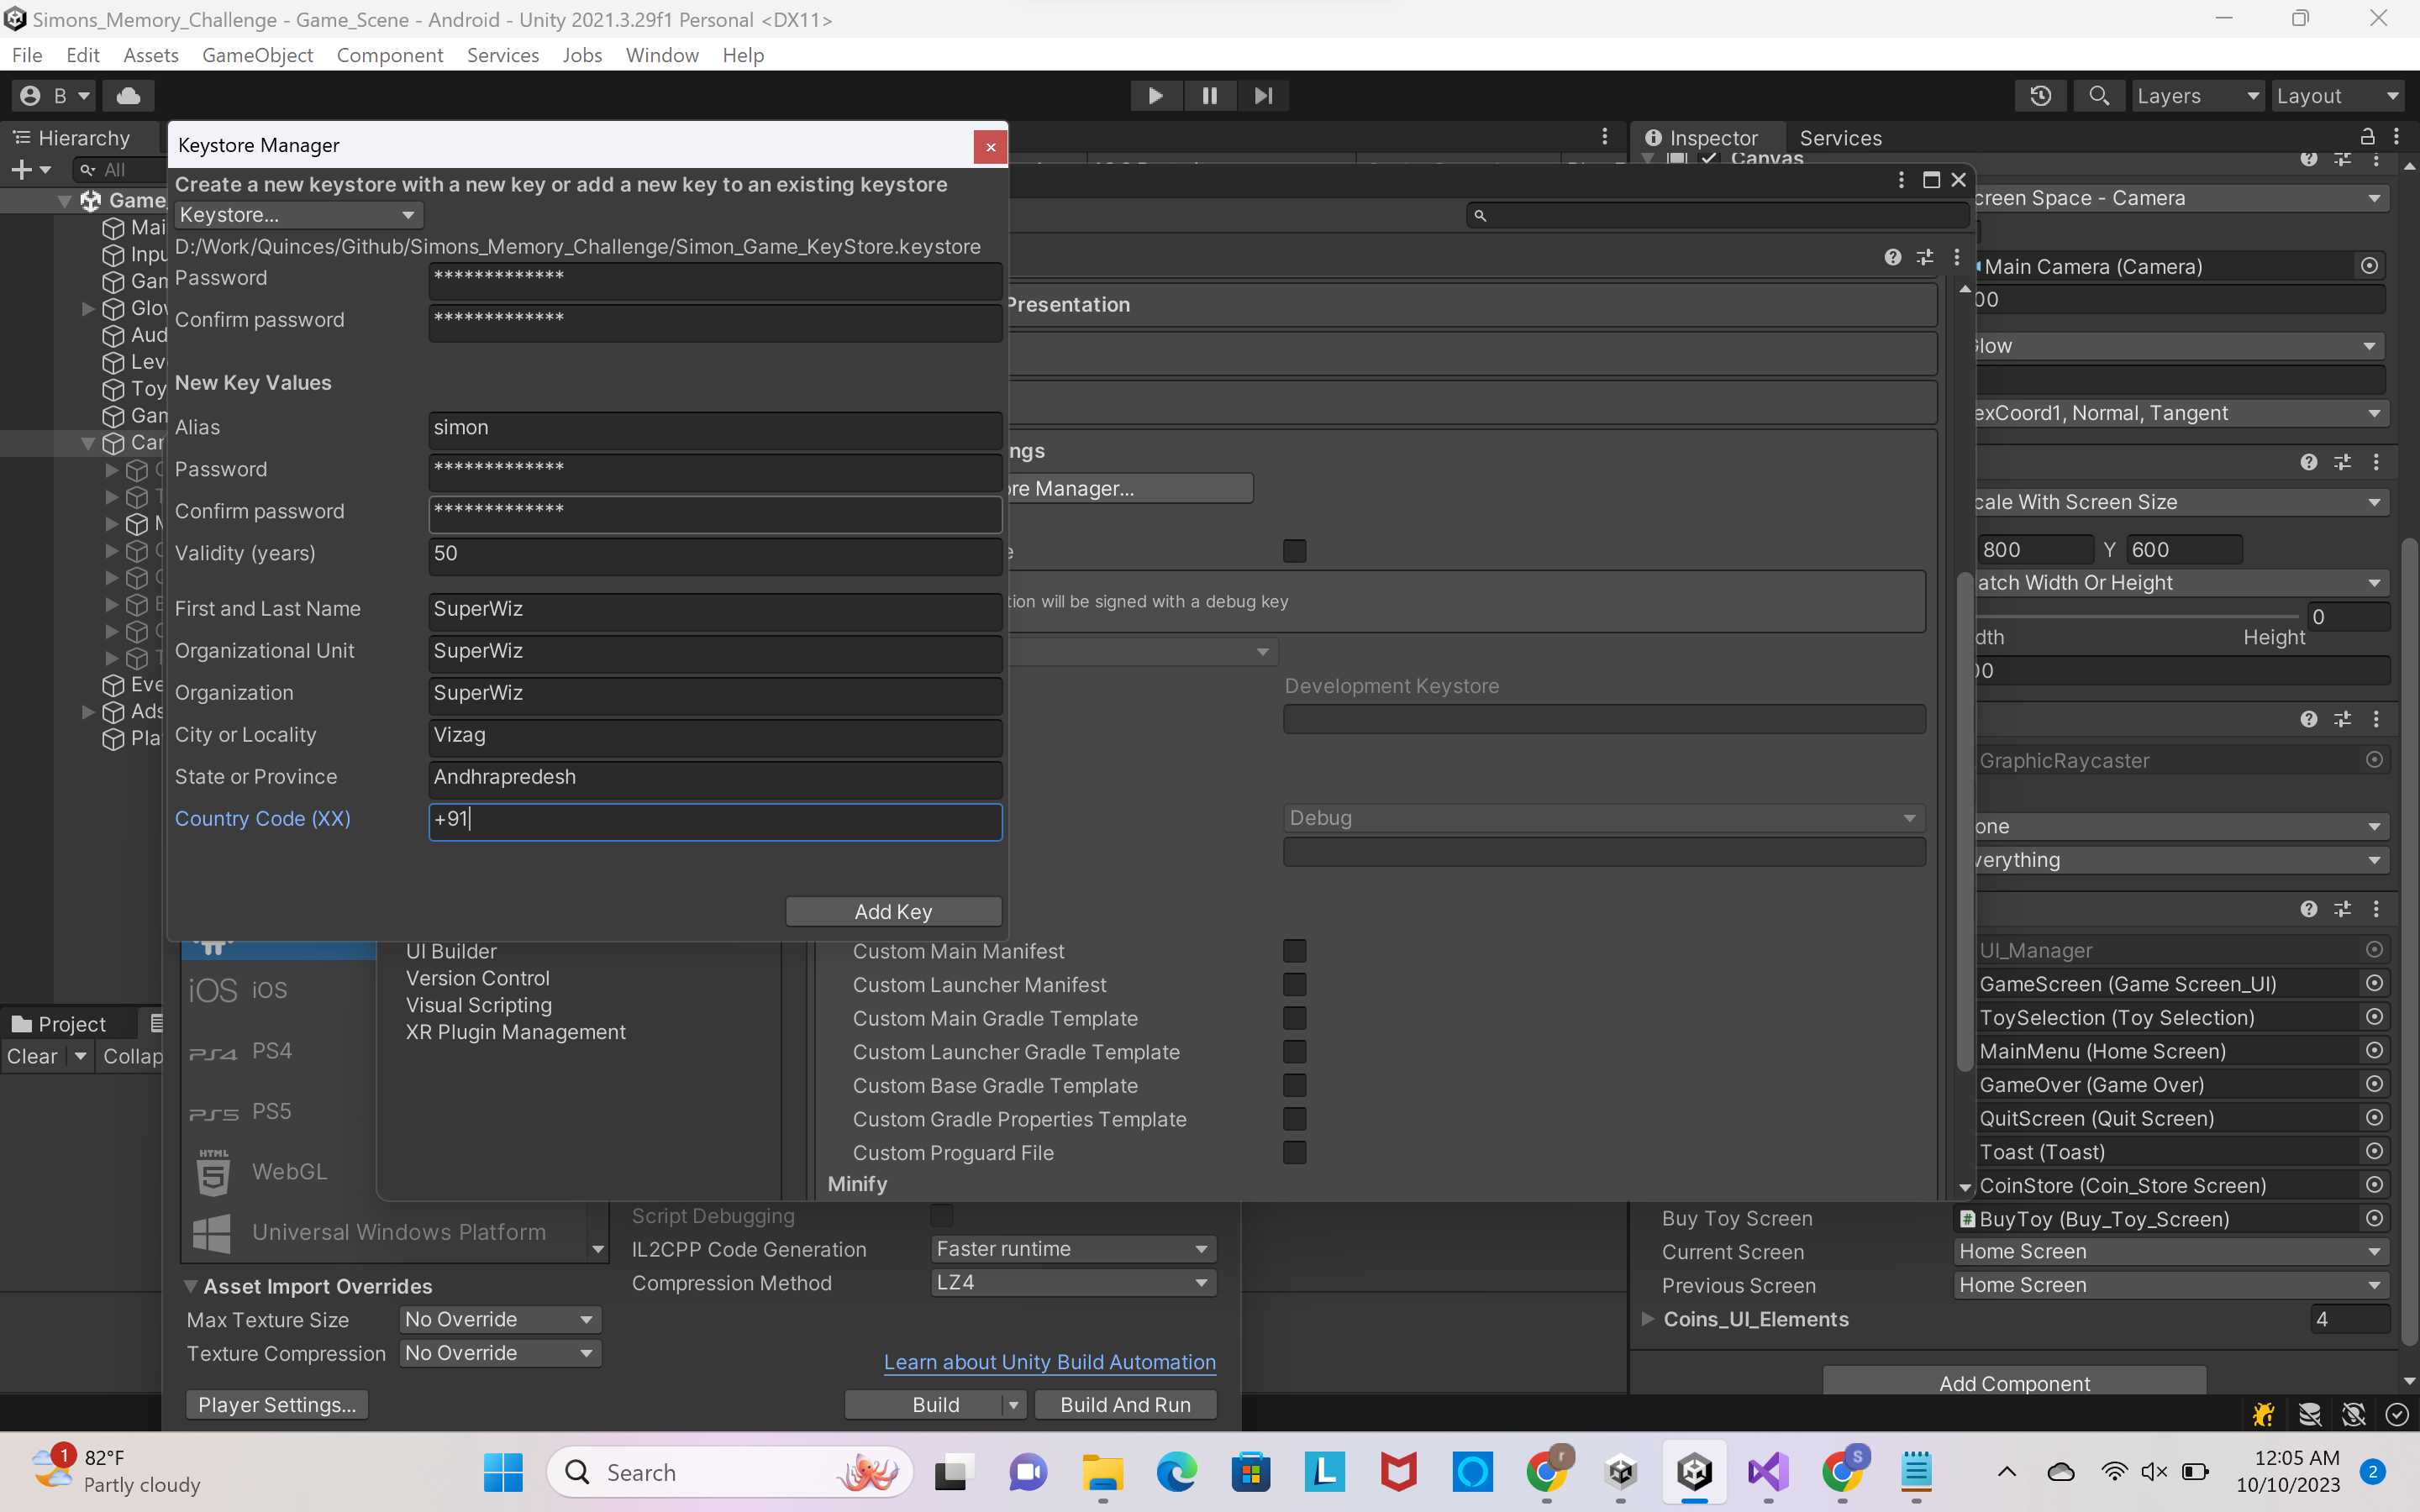 Simons_Memory_Challenge - Game_Scene - Android - Unity 2021.3.29f1 Personal <DX11>
File Edit Assets GameObject Component Services Jobs Window Help
B Layers Layout
Hierarchy
All
Game_
Mai
Inpu
Gam
Glov
Aud
Leve
Toy
Gam
Can
Eve
Ads
Pla
Keystore Manager
Create a new keystore with a new key or add a new key to an existing keystore
Keystore...
D:/Work/Quinces/Github/Simons_Memory_Challenge/Simon_Game_KeyStore.keystore
Password *************
Confirm password *************
New Key Values
Alias simon
Password *************
Confirm password *************
Validity (years) 50
First and Last Name SuperWiz
Organizational Unit SuperWiz
Organization SuperWiz
City or Locality Vizag
State or Province Andhrapredesh
Country Code (XX) +91
Add Key
Presentation
ngs
re Manager...
tion will be signed with a debug key
Development Keystore
Debug
Custom Main Manifest
Custom Launcher Manifest
Custom Main Gradle Template
Custom Launcher Gradle Template
Custom Base Gradle Template
Custom Gradle Properties Template
Custom Proguard File
Minify
UI Builder
Version Control
Visual Scripting
XR Plugin Management
iOS iOS
PS4 PS4
PS5 PS5
HTML
5 WebGL
Universal Windows Platform
Project
Clear Collap
Script Debugging
IL2CPP Code Generation Faster runtime
Compression Method LZ4
Asset Import Overrides
Max Texture Size No Override
Texture Compression No Override
Learn about Unity Build Automation
Player Settings... Build Build And Run
Inspector Services
Canvas
creen Space - Camera
Main Camera (Camera)
00
low
exCoord1, Normal, Tangent
cale With Screen Size
800 Y 600
atch Width Or Height
0
dth Height
00
GraphicRaycaster
one
verything
UI_Manager
GameScreen (Game Screen_UI)
ToySelection (Toy Selection)
MainMenu (Home Screen)
GameOver (Game Over)
QuitScreen (Quit Screen)
Toast (Toast)
CoinStore (Coin_Store Screen)
Buy Toy Screen BuyToy (Buy_Toy_Screen)
Current Screen Home Screen
Previous Screen Home Screen
Coins_UI_Elements 4
Add Component
1 82°F
Partly cloudy
Search
L
r
S
12:05 AM
10/10/2023
2